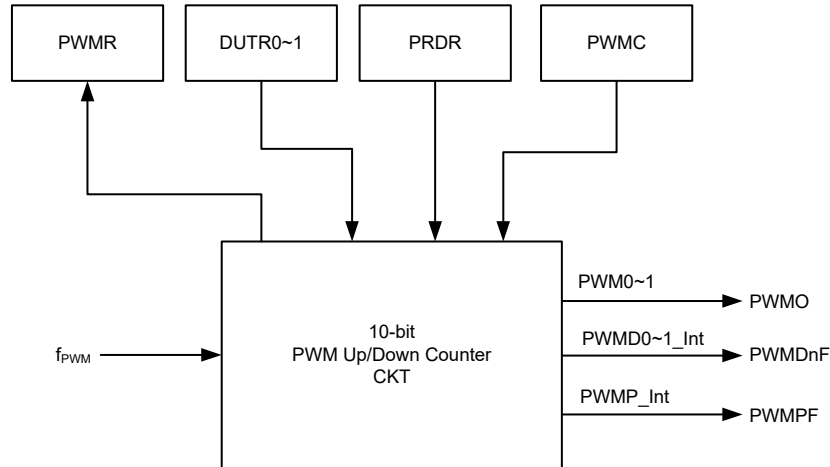 PWMR
DUTR0~1
PRDR
PWMC
PWM0~1
PWMO
10-bit
PWM Up/Down Counter
CKT
fPWM
PWMD0~1_Int
PWMDnF
PWMP_Int
PWMPF